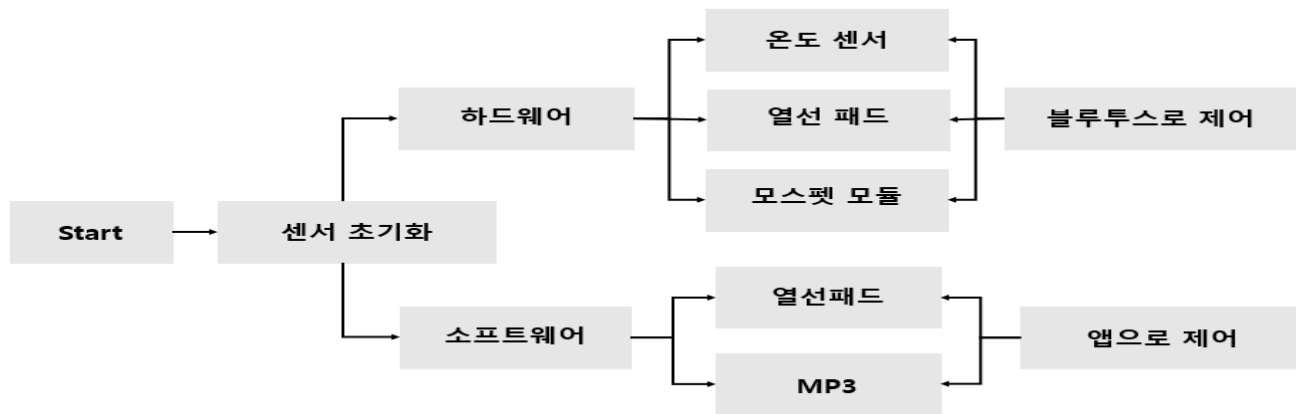 Start
센서 초기화
하드웨어
온도 센서
열선 패드
모스펫 모듈
블루투스로 제어
소프트웨어
열선패드
MP3
앱으로 제어